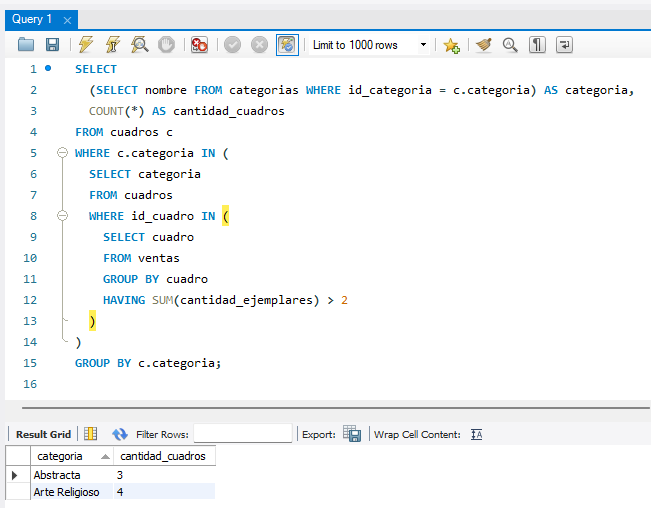 Query 1
Limit to 1000 rows
1 SELECT
2 (SELECT nombre FROM categorias WHERE id_categoria = c.categoria) AS categoria,
3 COUNT(*) AS cantidad_cuadros
4 FROM cuadros c
5 WHERE c.categoria IN (
6 SELECT categoria
7 FROM cuadros
8 WHERE id_cuadro IN (
9 SELECT cuadro
10 FROM ventas
11 GROUP BY cuadro
12 HAVING SUM(cantidad_ejemplares) > 2
13 )
14 )
15 GROUP BY c.categoria;
16
Result Grid Filter Rows: Export: Wrap Cell Content:
categoria cantidad_cuadros
Abstracta 3
Arte Religioso 4